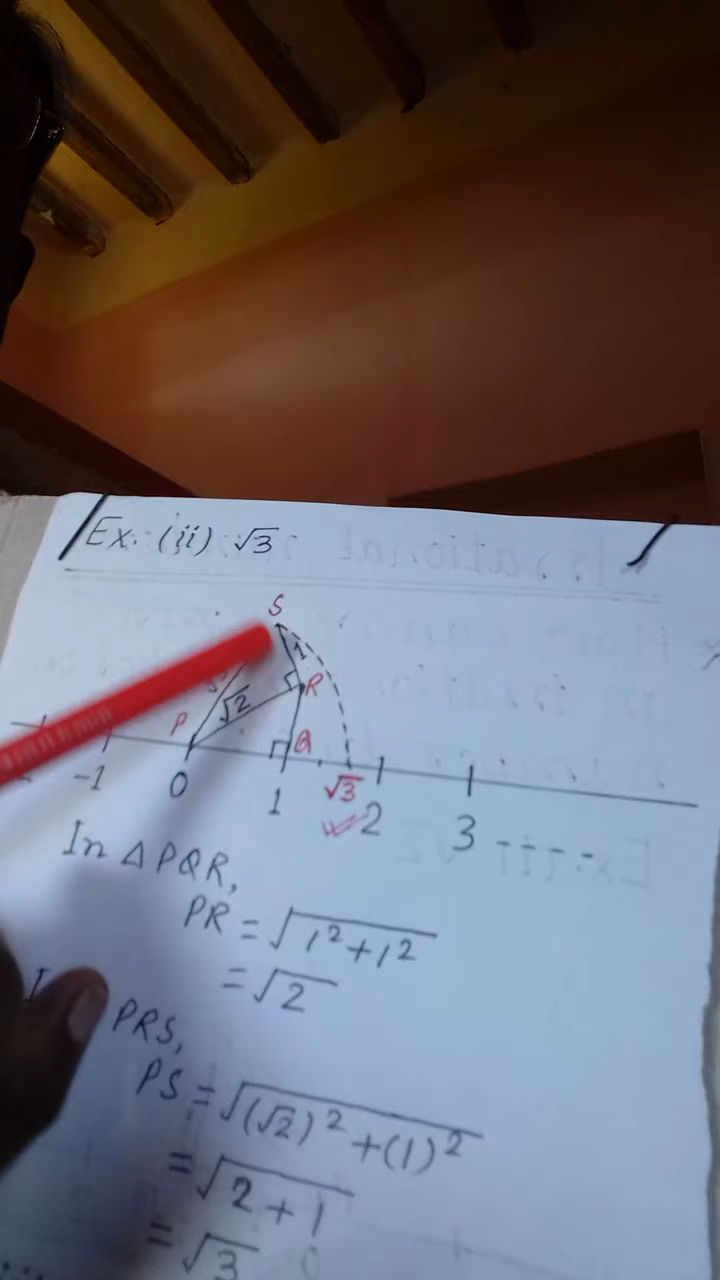 Ex. (ii) √3
S
1
R
√2
P
Q
-1 0 1 √3 2 3 ----
In △PQR,
PR = √1²+1²
= √2
PRS,
PS = √(√2)²+(1)²
= √2+1
= √3